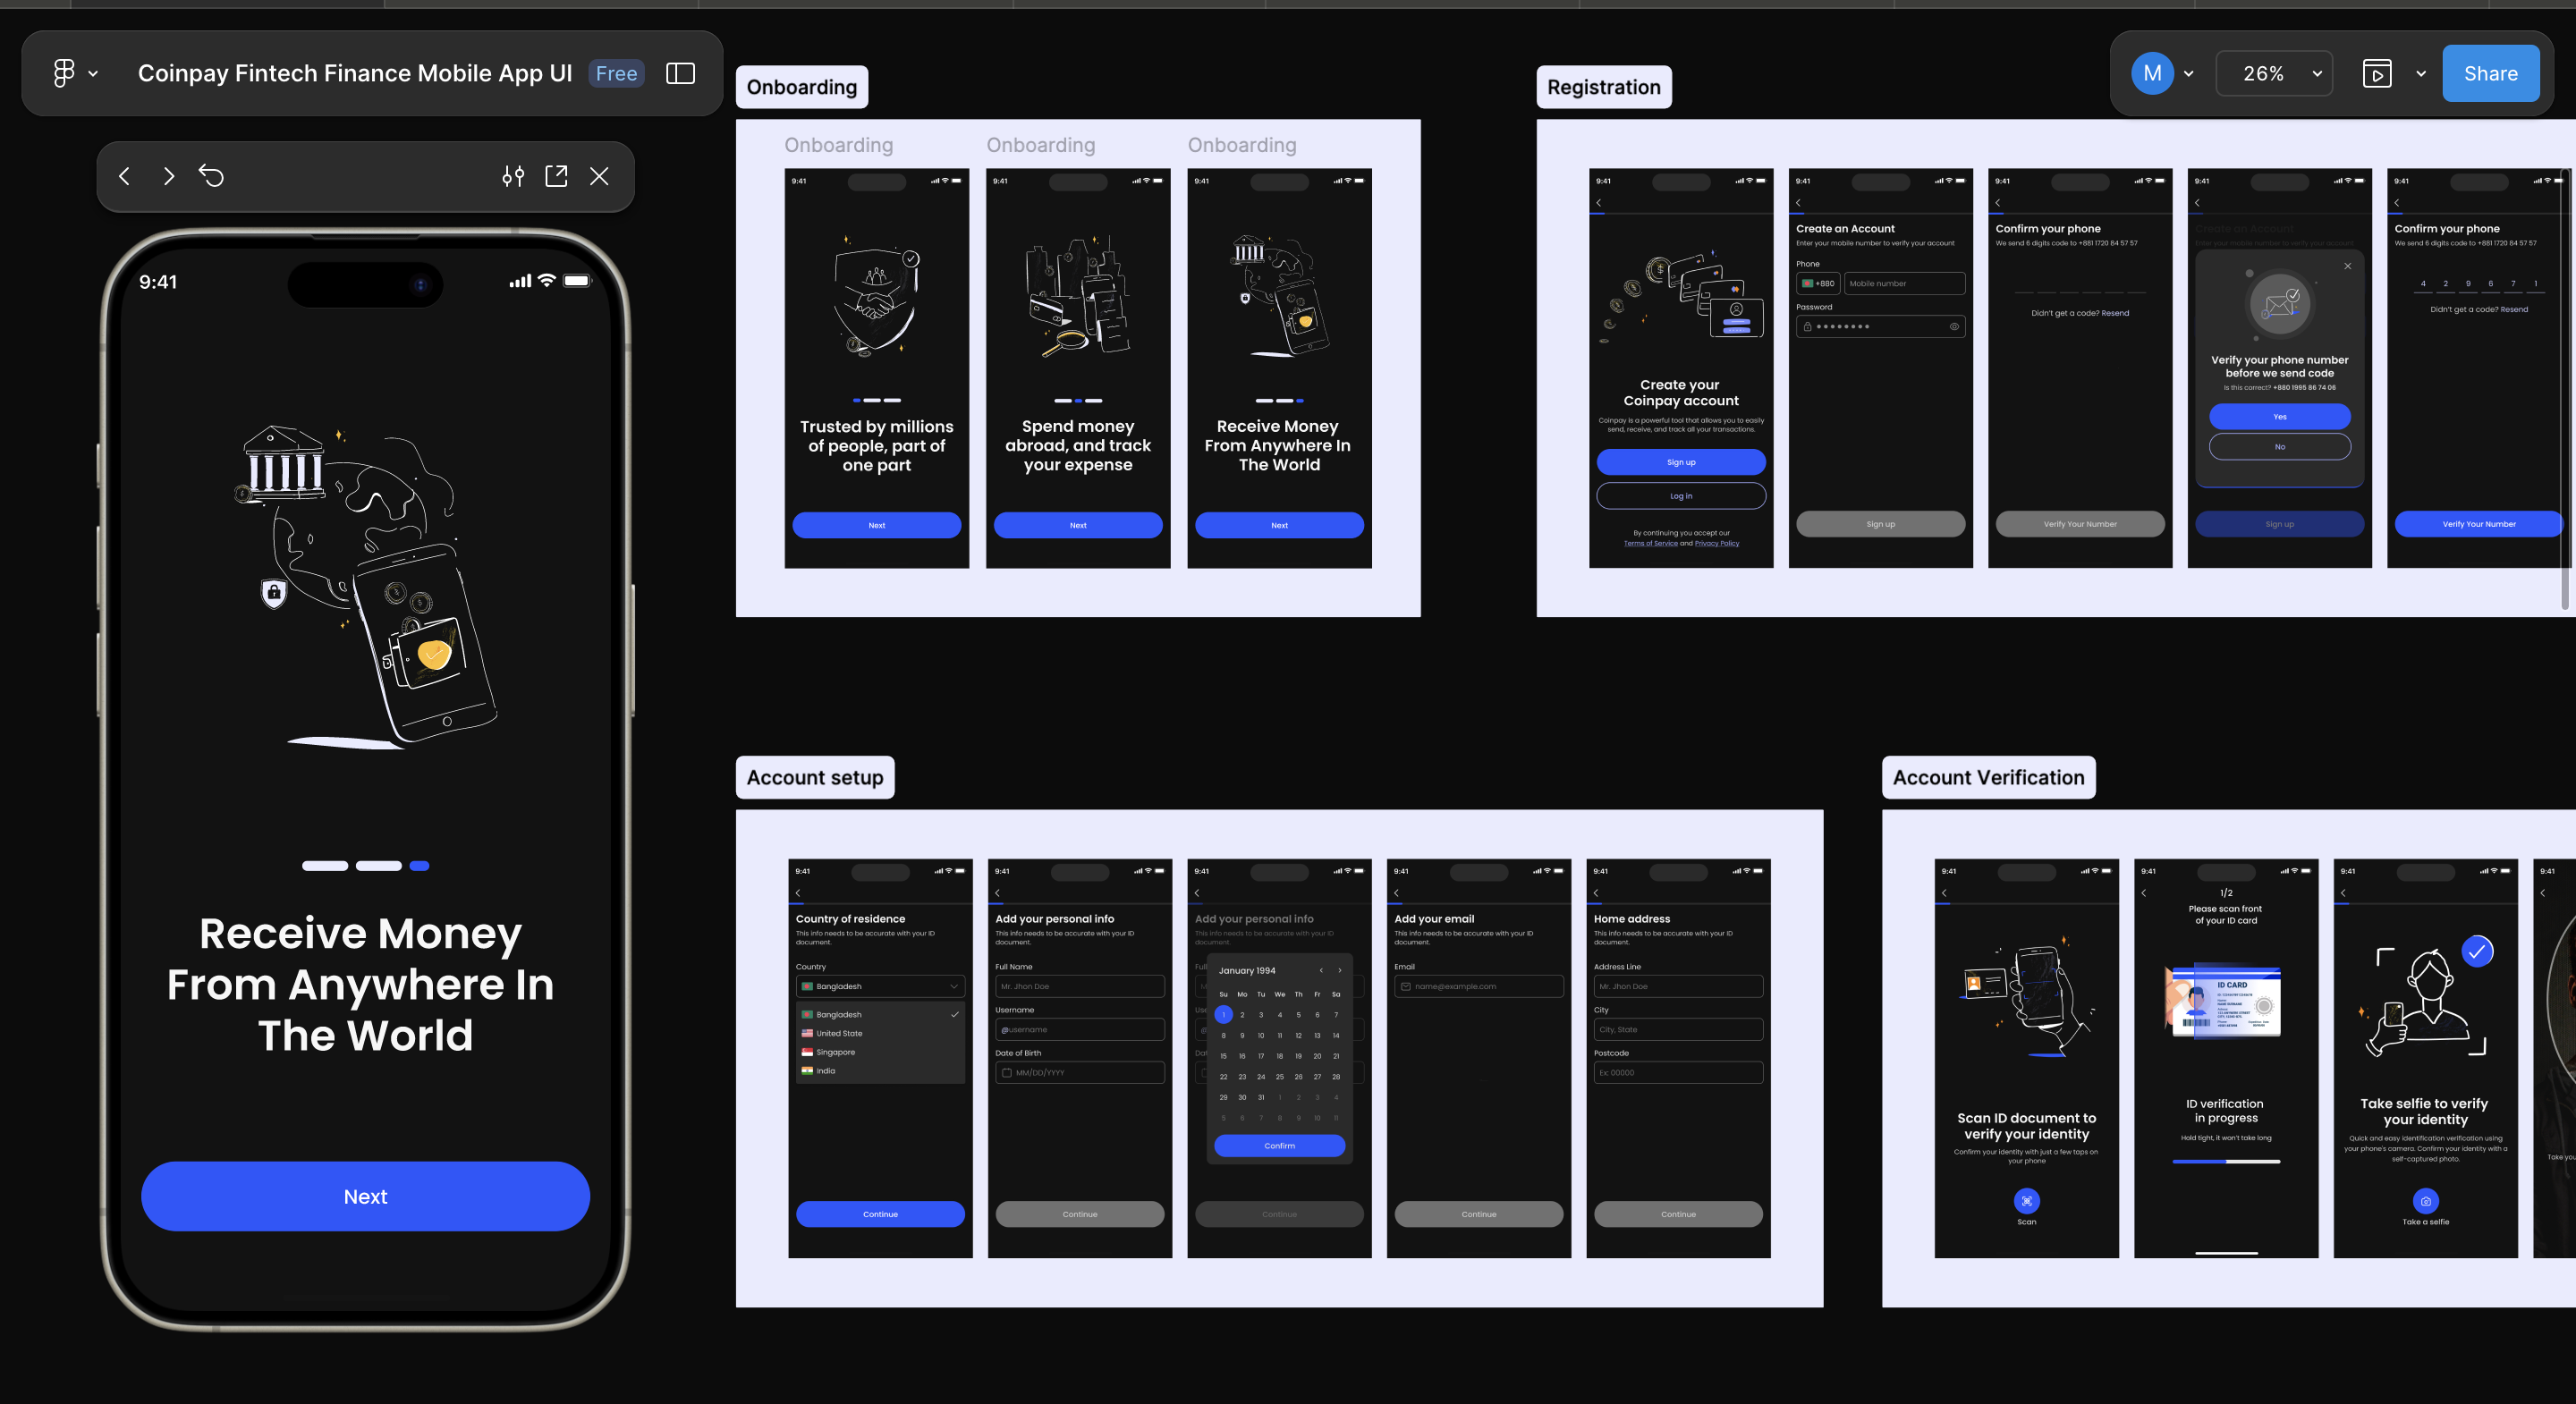 Coinpay Fintech Finance Mobile App UI
Free
M
26%
Share
9:41
Receive Money
From Anywhere In
The World
Next
Onboarding
Onboarding
Onboarding
Onboarding
9:41
Trusted by millions
of people, part of
one part
Next
9:41
Spend money
abroad, and track
your expense
Next
9:41
Receive Money
From Anywhere In
The World
Next
Registration
9:41
Create your
Coinpay account
Coinpay is a powerful tool that allows you to easily
send, receive, and track all your transactions.
Sign up
Log in
By continuing you accept our
Terms of Service and Privacy Policy
9:41
Create an Account
Enter your mobile number to verify your account
Phone
+880
Mobile number
Password
Sign up
9:41
Confirm your phone
We send 6 digits code to +881 1720 84 57 57
Didn't get a code? Resend
Verify Your Number
9:41
Create an Account
Enter your mobile number to verify your account
Verify your phone number
before we send code
Is this correct? +880 1995 86 74 06
Yes
No
Sign up
9:41
Confirm your phone
We send 6 digits code to +881 1720 84 57 57
4 2 9 6 7 1
Didn't get a code? Resend
Verify Your Number
Account setup
9:41
Country of residence
This info needs to be accurate with your ID
document.
Country
Bangladesh
Bangladesh
United State
Singapore
India
Continue
9:41
Add your personal info
This info needs to be accurate with your ID
document.
Full Name
Mr. Jhon Doe
Username
@username
Date of Birth
MM/DD/YYYY
Continue
9:41
Add your personal info
This info needs to be accurate with your ID
document.
January 1994
Su Mo Tu We Th Fr Sa
1 2 3 4 5 6 7
8 9 10 11 12 13 14
15 16 17 18 19 20 21
22 23 24 25 26 27 28
29 30 31 1 2 3 4
5 6 7 8 9 10 11
Confirm
Continue
9:41
Add your email
This info needs to be accurate with your ID
document.
Email
name@example.com
Continue
9:41
Home address
This info needs to be accurate with your ID
document.
Address Line
Mr. Jhon Doe
City
City, State
Postcode
Ex: 00000
Continue
Account Verification
9:41
Scan ID document to
verify your identity
Confirm your identity with just a few taps on
your phone
Scan
9:41
1/2
Please scan front
of your ID card
ID CARD
ID verification
in progress
Hold tight, it won't take long
9:41
Take selfie to verify
your identity
Quick and easy identification verification using
your phone's camera. Confirm your identity with a
self-captured photo.
Take a selfie
9:41